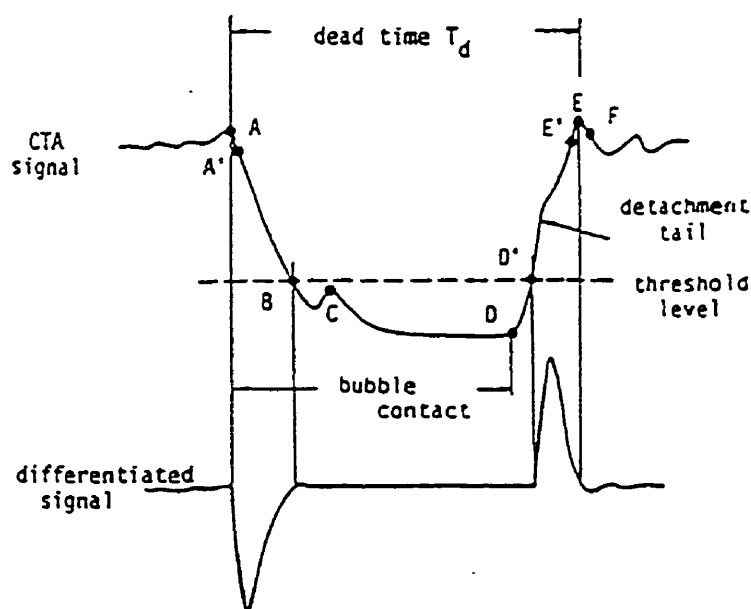 dead time T_d
A
E
E' F
CTA
signal
A'
detachment
tail
D'
B
C
D
threshold
level
bubble
contact
differentiated
signal